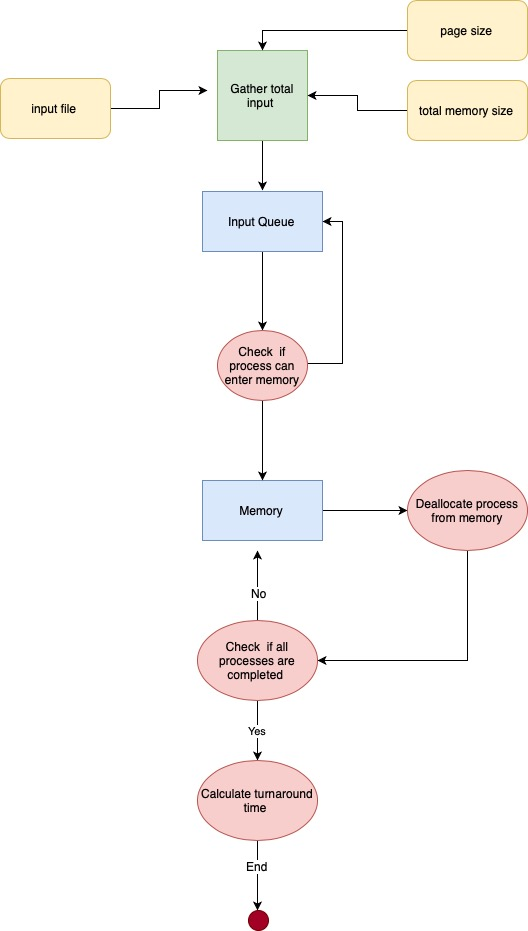 page size
Gather total
input
input file
total memory size
Input Queue
Check  if
process can
enter memory
Memory
Deallocate process
from memory
No
Check  if all
processes are
completed
Yes
Calculate turnaround
time
End